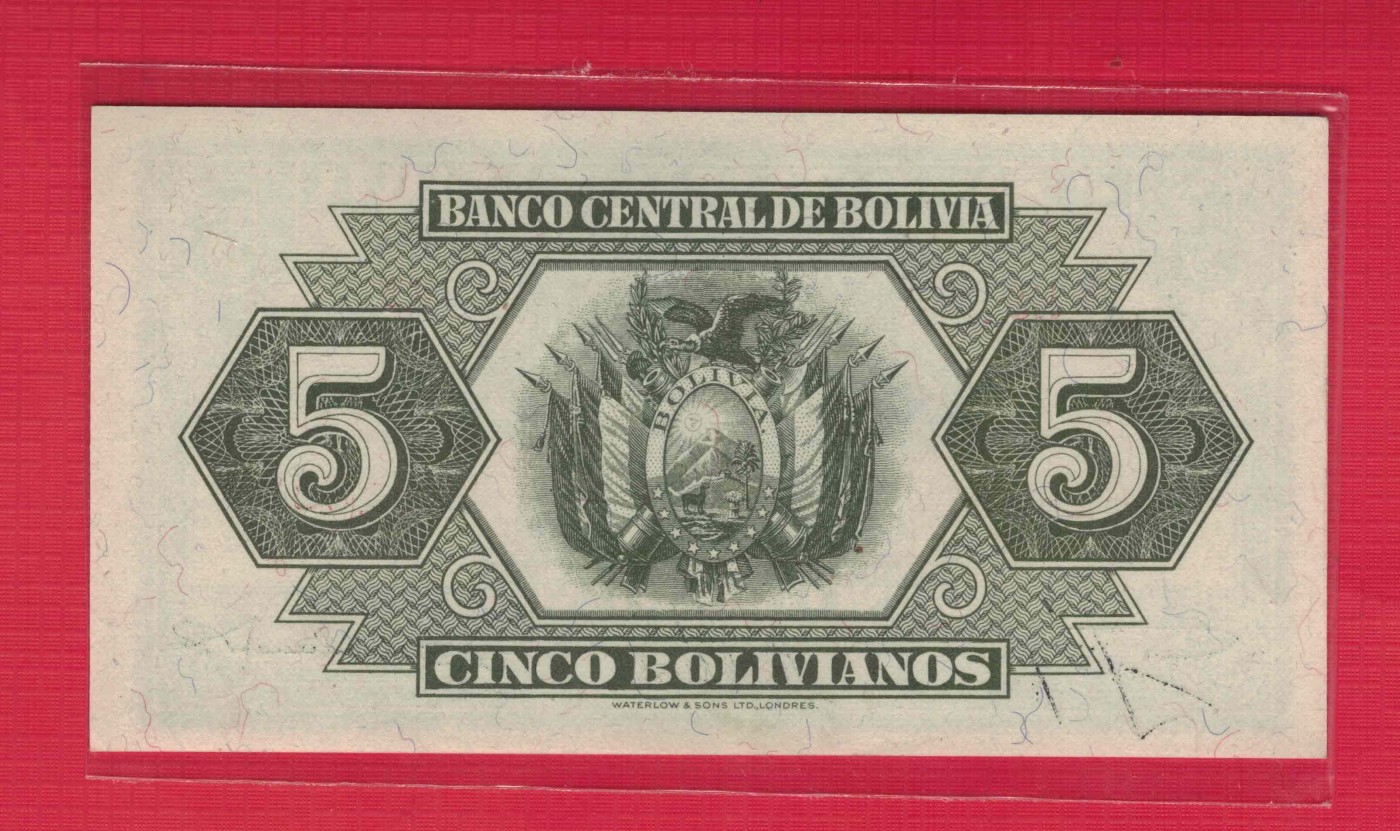 BANCO CENTRAL DE BOLIVIA
5
BOLIVIA
5
CINCO BOLIVIANOS
WATERLOW & SONS LTD., LONDRES.